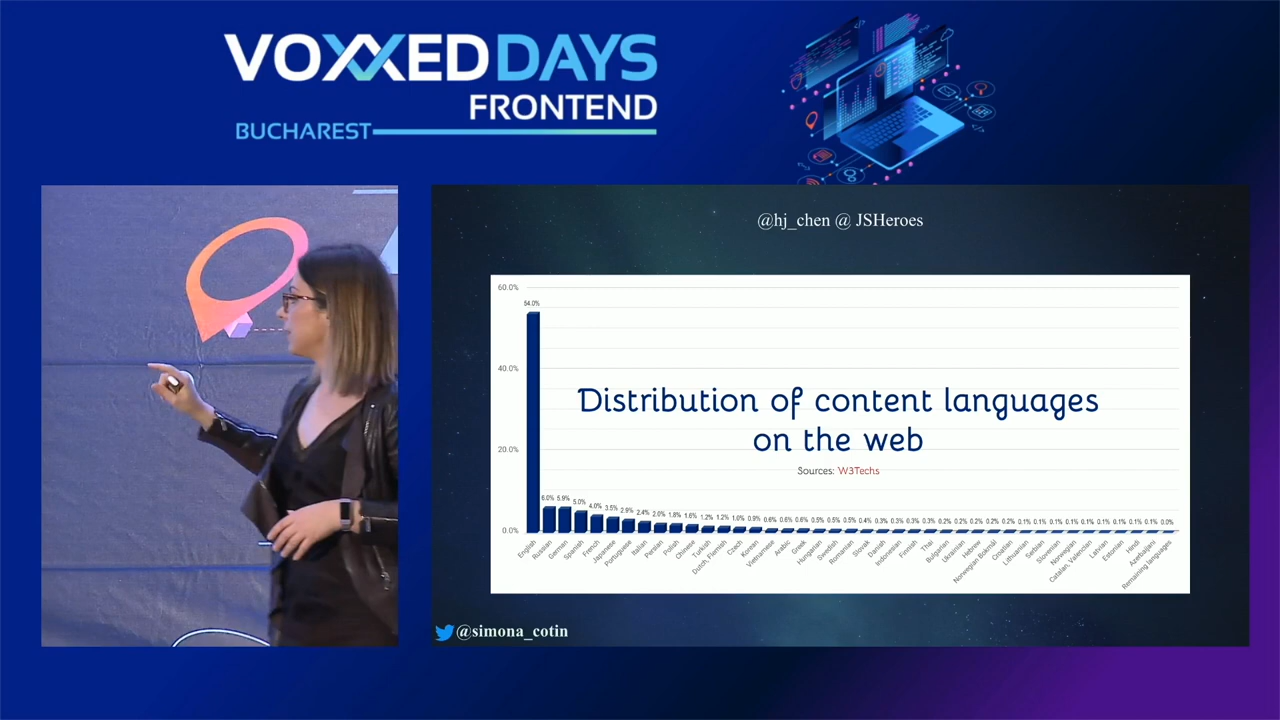 VOXXED DAYS
FRONTEND
BUCHAREST
@hj_chen @ JSHeroes
60.0%
40.0%
20.0%
0.0%
Distribution of content languages
on the web
Sources: W3Techs
54.0%
6.0% 5.9% 5.0% 4.0% 3.5% 2.9% 2.4% 2.0% 1.8% 1.6% 1.2% 1.2% 1.0% 0.9% 0.6% 0.6% 0.6% 0.5% 0.5% 0.5% 0.4% 0.3% 0.3% 0.3% 0.3% 0.2% 0.2% 0.2% 0.2% 0.2% 0.1% 0.1% 0.1% 0.1% 0.1% 0.1% 0.1% 0.1% 0.1% 0.0%
English
Russian
German
Spanish
French
Japanese
Portuguese
Italian
Persian
Polish
Chinese
Turkish
Dutch, Flemish
Czech
Korean
Vietnamese
Arabic
Greek
Hungarian
Swedish
Romanian
Slovak
Danish
Indonesian
Finnish
Thai
Bulgarian
Ukrainian
Hebrew
Norwegian Bokmål
Croatian
Lithuanian
Serbian
Slovenian
Norwegian
Catalan, Valencian
Latvian
Estonian
Hindi
Azerbaijani
Remaining languages
@simona_cotin